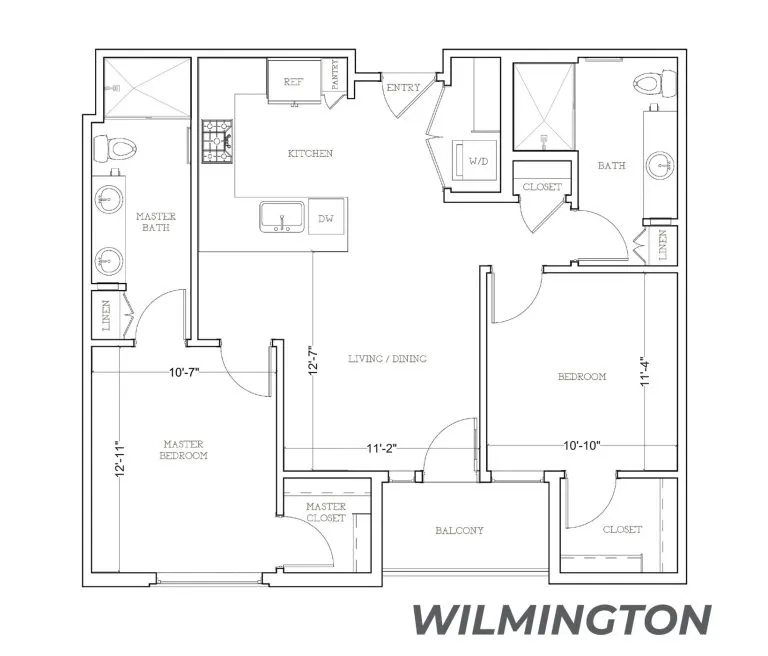 REF
PANTRY
ENTRY
KITCHEN
W/D
BATH
CLOSET
MASTER
BATH
DW
LINEN
LINEN
LIVING / DINING
12'-7"
10'-7"
11'-4"
BEDROOM
MASTER
BEDROOM
12'-11"
11'-2"
10'-10"
MASTER
CLOSET
BALCONY
CLOSET
WILMINGTON